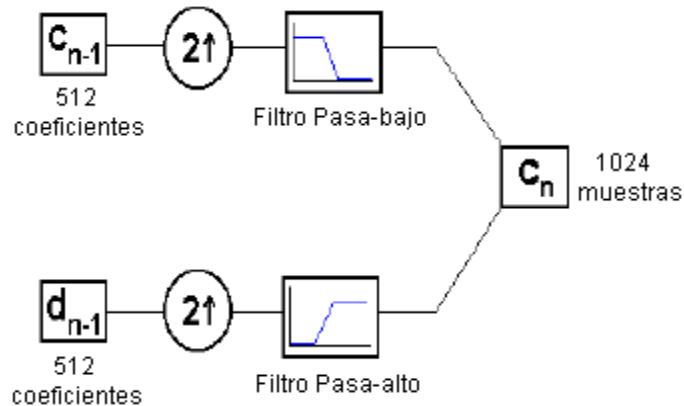 C n-1
2↑
512
coeficientes
Filtro Pasa-bajo
C n
1024
muestras
d n-1
2↑
512
coeficientes
Filtro Pasa-alto